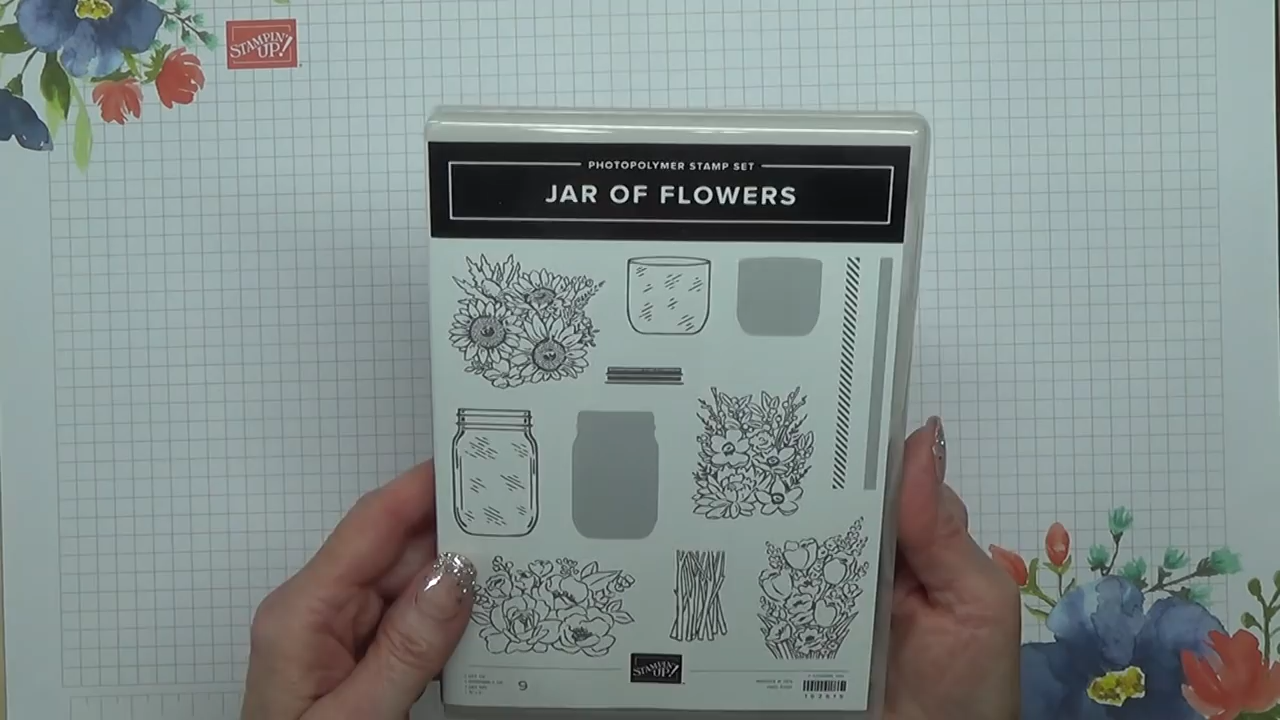 STAMPIN' UP!
PHOTOPOLYMER STAMP SET
JAR OF FLOWERS
STAMPIN' UP!
9